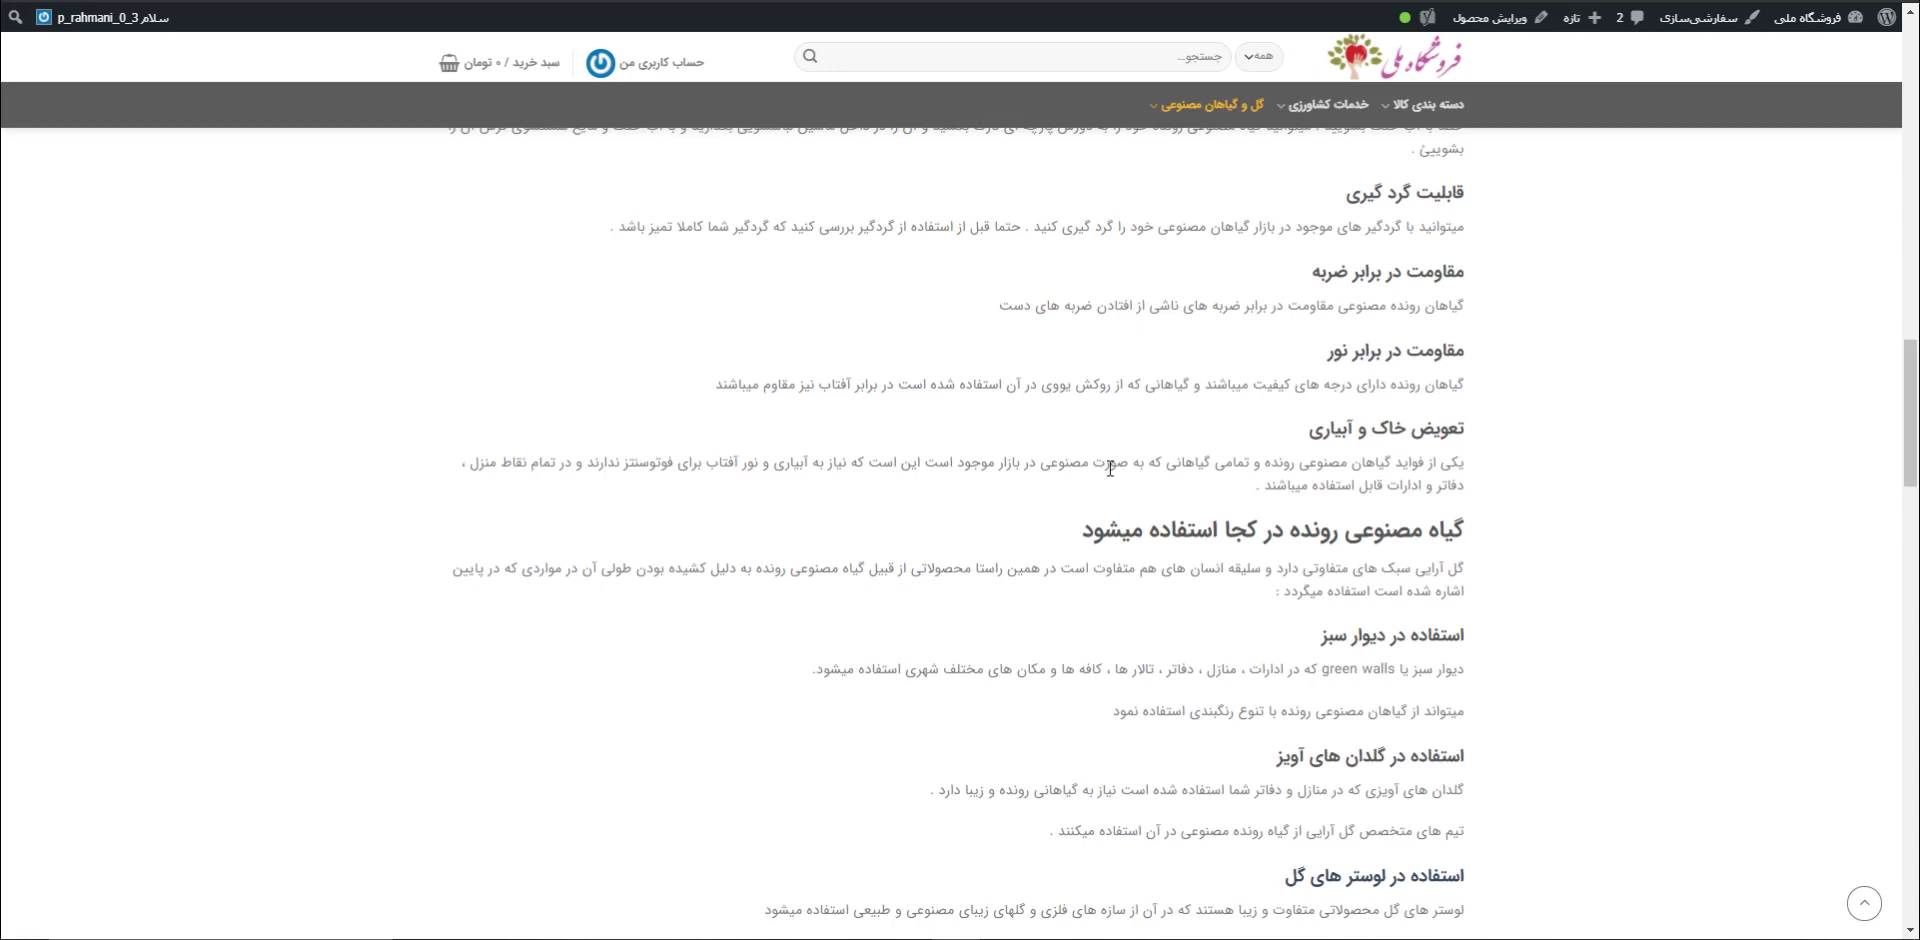 فروشگاه ملی سفارشی‌سازی 2 تازه ویرایش محصول
سلام p_rahmani_0_3
فروشگاه ملی
همه
جستجو...
حساب کاربری من
سبد خرید / 0 تومان
دسته بندی کالا خدمات کشاورزی گل و گیاهان مصنوعی
بشوییئ .
قابلیت گرد گیری
میتوانید با گردگیر های موجود در بازار گیاهان مصنوعی خود را گرد گیری کنید . حتما قبل از استفاده از گردگیر بررسی کنید که گردگیر شما کاملا تمیز باشد .
مقاومت در برابر ضربه
گیاهان رونده مصنوعی مقاومت در برابر ضربه های ناشی از افتادن ضربه های دست
مقاومت در برابر نور
گیاهان رونده دارای درجه های کیفیت میباشند و گیاهانی که از روکش یووی در آن استفاده شده است در برابر آفتاب نیز مقاوم میباشند
تعویض خاک و آبیاری
یکی از فواید گیاهان مصنوعی رونده و تمامی گیاهانی که به صورت مصنوعی در بازار موجود است این است که نیاز به آبیاری و نور آفتاب برای فوتوسنتز ندارند و در تمام نقاط منزل ،
دفاتر و ادارات قابل استفاده میباشند .
گیاه مصنوعی رونده در کجا استفاده میشود
گل آرایی سبک های متفاوتی دارد و سلیقه انسان های هم متفاوت است در همین راستا محصولاتی از قبیل گیاه مصنوعی رونده به دلیل کشیده بودن طولی آن در مواردی که در پایین
اشاره شده است استفاده میگردد :
استفاده در دیوار سبز
دیوار سبز یا green walls که در ادارات ، منازل ، دفاتر ، تالار ها ، کافه ها و مکان های مختلف شهری استفاده میشود.
میتواند از گیاهان مصنوعی رونده با تنوع رنگبندی استفاده نمود
استفاده در گلدان های آویز
گلدان های آویزی که در منازل و دفاتر شما استفاده شده است نیاز به گیاهانی رونده و زیبا دارد .
تیم های متخصص گل آرایی از گیاه رونده مصنوعی در آن استفاده میکنند .
استفاده در لوستر های گل
لوستر های گل محصولاتی متفاوت و زیبا هستند که در آن از سازه های فلزی و گلهای زیبای مصنوعی و طبیعی استفاده میشود